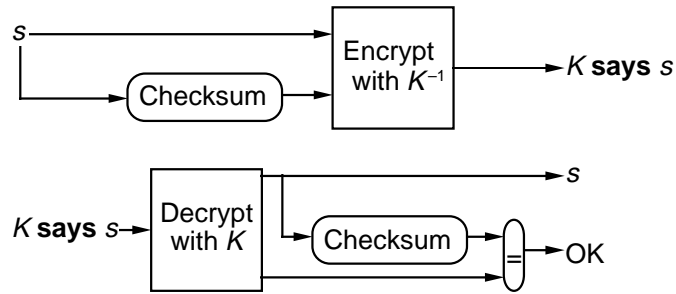 s
Encrypt
with K⁻¹
K says s
Checksum
s
K says s
Decrypt
with K
Checksum
=
OK